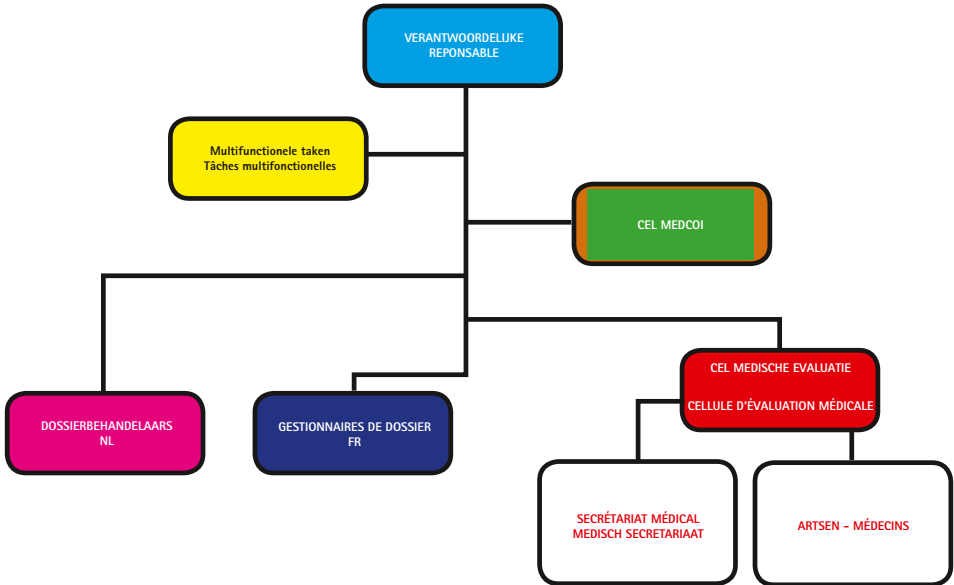 VERANTWOORDELIJKE
REPONSABLE
Multifunctionele taken
Tâches multifonctionelles
CEL MEDCOI
CEL MEDISCHE EVALUATIE
CELLULE D'ÉVALUATION MÉDICALE
DOSSIERBEHANDELAARS
NL
GESTIONNAIRES DE DOSSIER
FR
SECRÉTARIAT MÉDICAL
MEDISCH SECRETARIAAT
ARTSEN - MÉDECINS